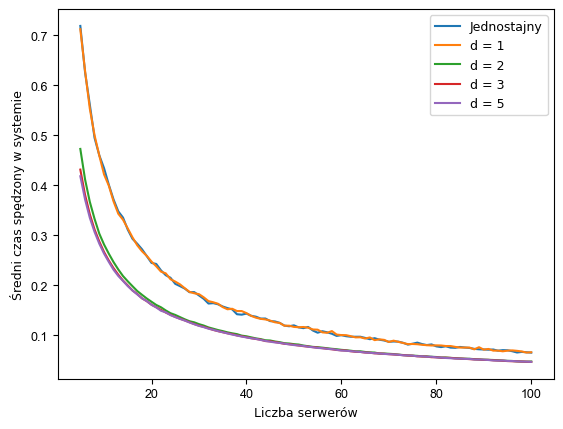 Jednostajny
d = 1
d = 2
d = 3
d = 5
Średni czas spędzony w systemie
0.7
0.6
0.5
0.4
0.3
0.2
0.1
20
40
60
80
100
Liczba serwerów